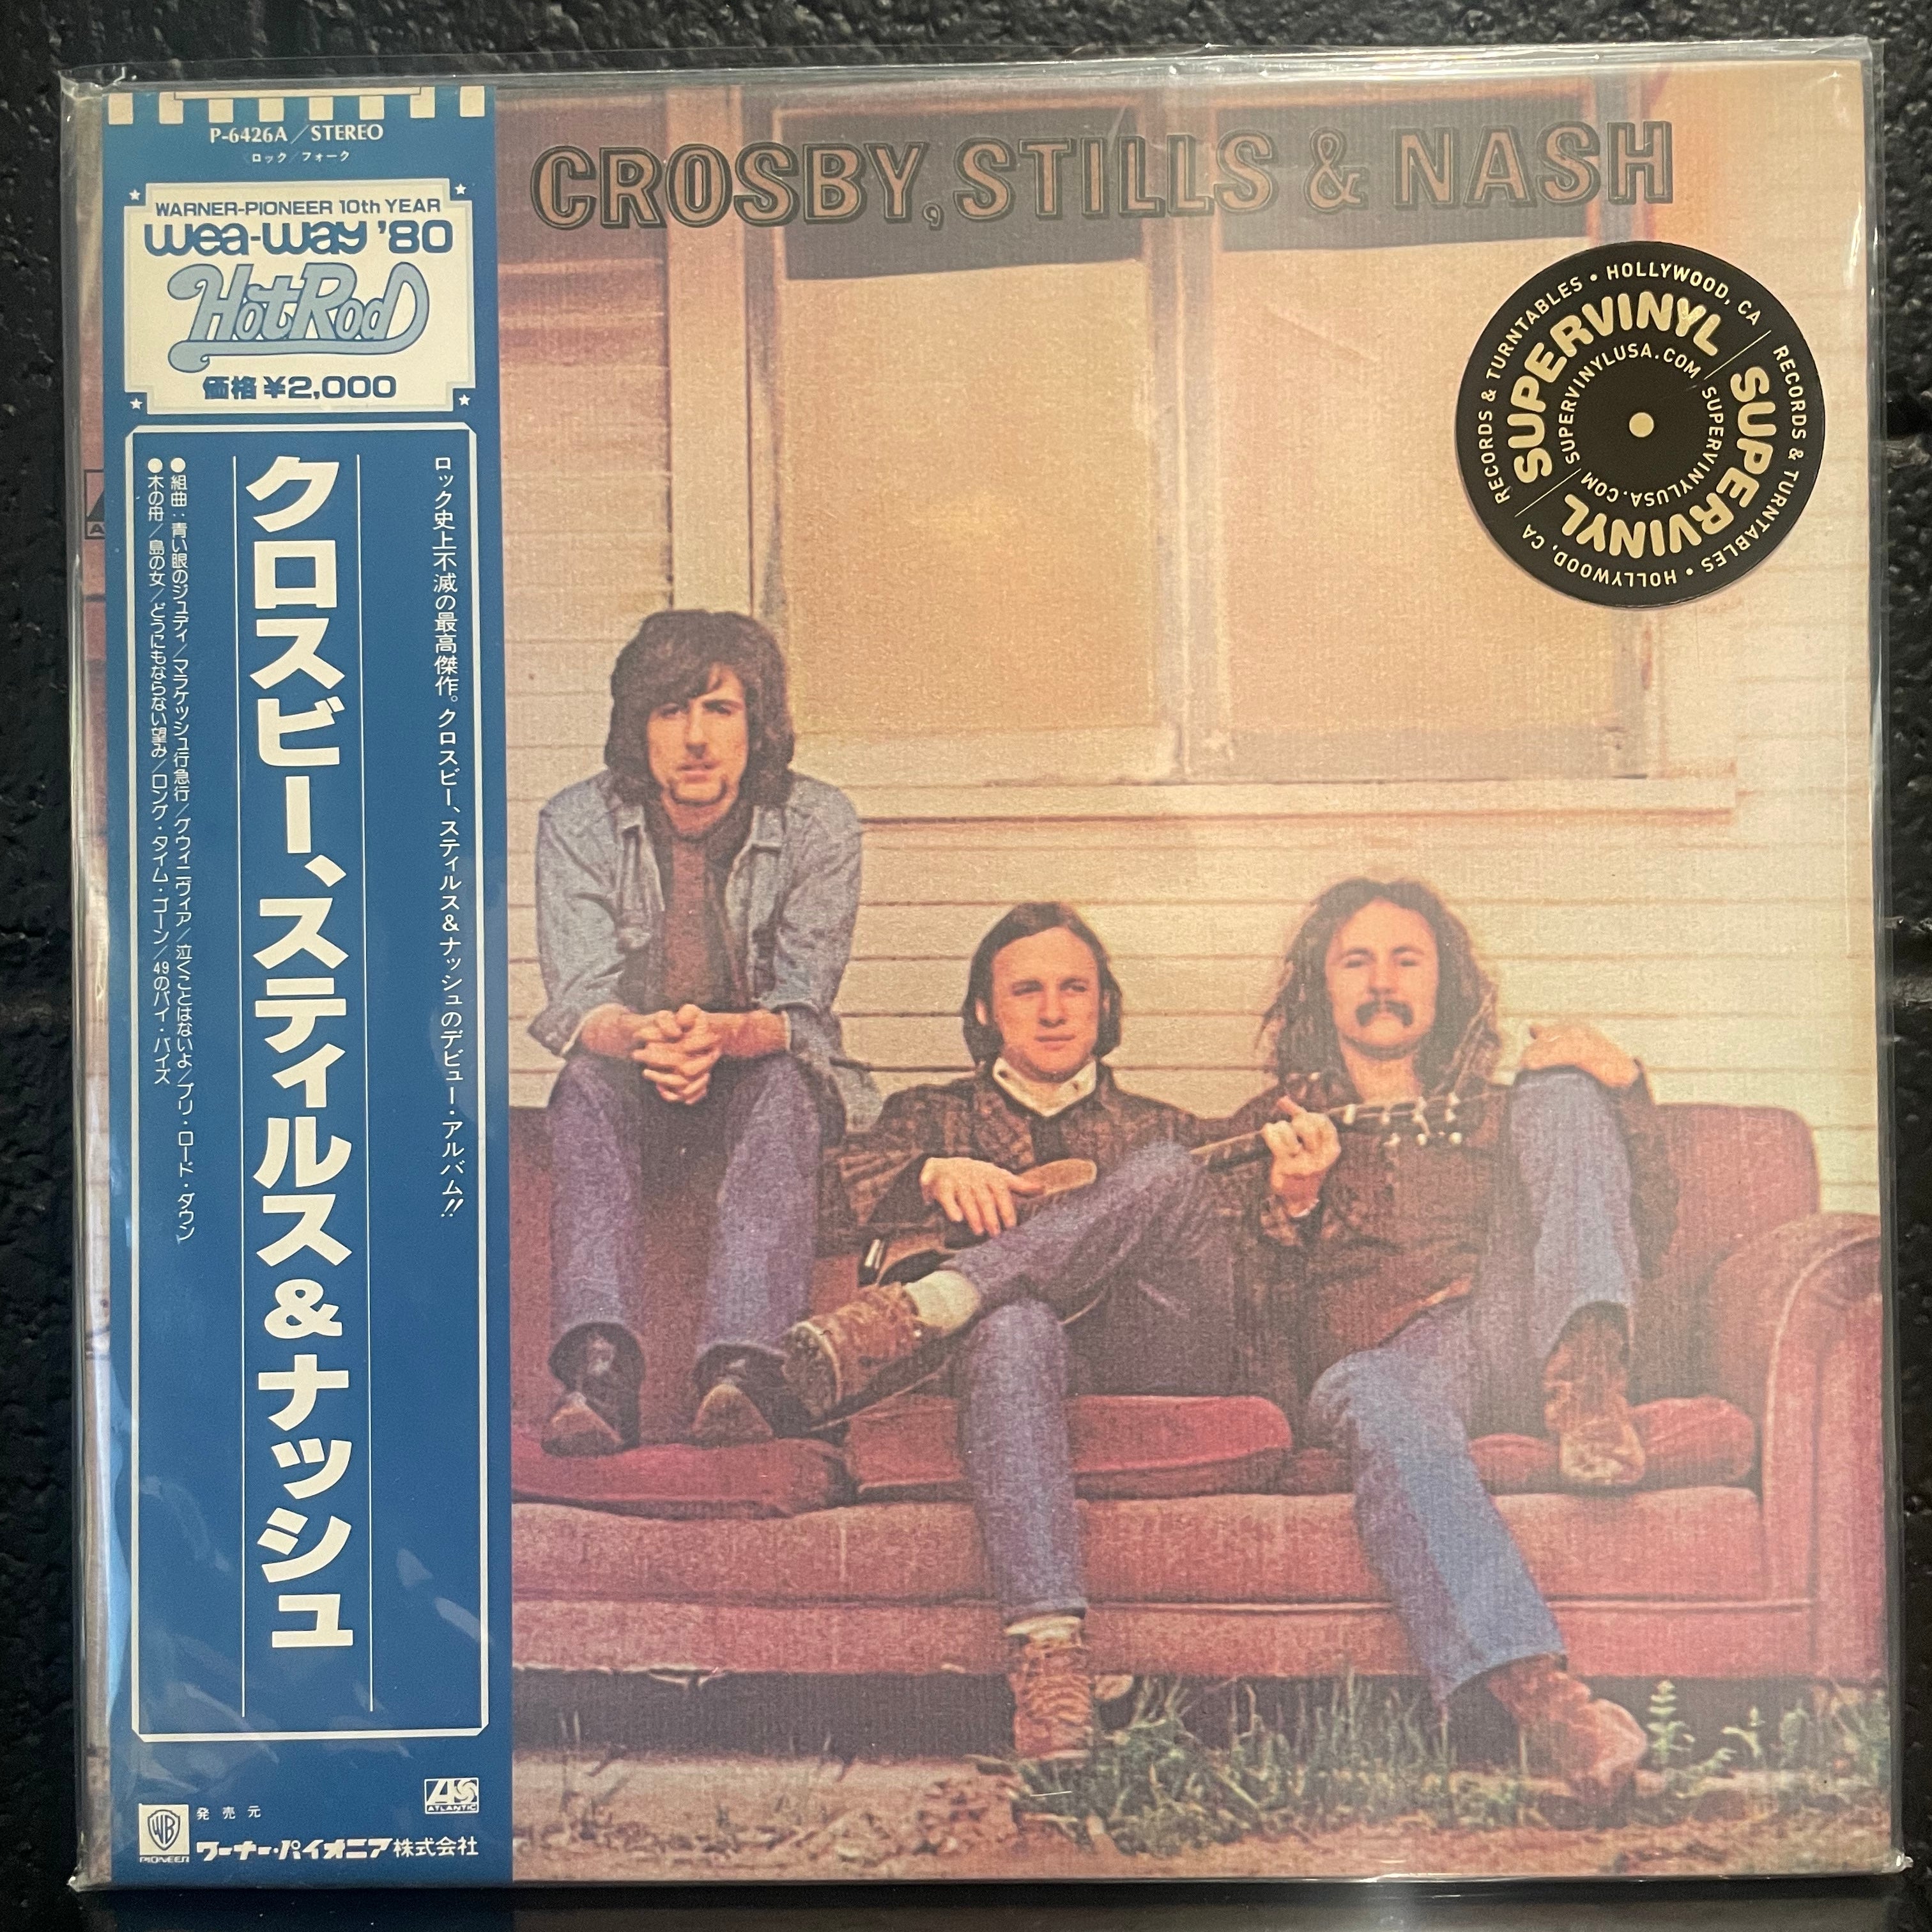 P-6426A／STEREO
ロック／フォーク
WARNER-PIONEER 10th YEAR
wea-way '80
HotRod
価格 ¥2,000
ロック史上不滅の最高傑作。クロスビー、スティルス&ナッシュのデビュー・アルバム!!
クロスビー、スティルス&ナッシュ
●組曲：青い眼のジュディ／マラケッシュ行急行／グウィニヴィア／泣くことはないよ／プリ・ロード・ダウン
●木の舟／島の女／どうにもならない望み／ロング・タイム・ゴーン／49のバイ・バイズ
ATLANTIC
WB
PIONEER
発売元
ワーナー・パイオニア株式会社
CROSBY, STILLS & NASH
RECORDS & TURNTABLES • HOLLYWOOD, CA
SUPERVINYL
SUPERVINYLUSA.COM
RECORDS & TURNTABLES • HOLLYWOOD, CA
SUPERVINYL
SUPERVINYLUSA.COM